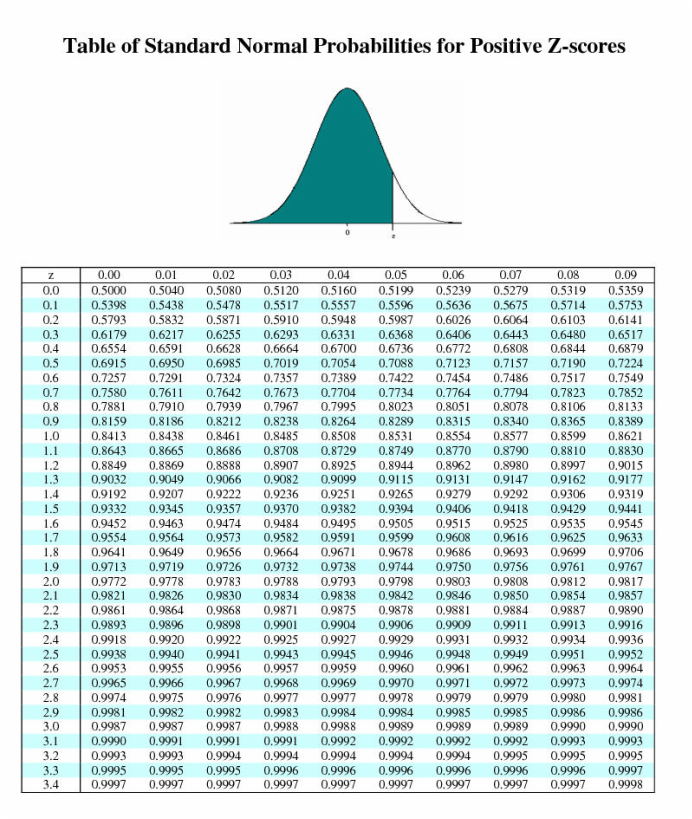 Table of Standard Normal Probabilities for Positive Z-scores
0
z
z 0.00 0.01 0.02 0.03 0.04 0.05 0.06 0.07 0.08 0.09
0.0 0.5000 0.5040 0.5080 0.5120 0.5160 0.5199 0.5239 0.5279 0.5319 0.5359
0.1 0.5398 0.5438 0.5478 0.5517 0.5557 0.5596 0.5636 0.5675 0.5714 0.5753
0.2 0.5793 0.5832 0.5871 0.5910 0.5948 0.5987 0.6026 0.6064 0.6103 0.6141
0.3 0.6179 0.6217 0.6255 0.6293 0.6331 0.6368 0.6406 0.6443 0.6480 0.6517
0.4 0.6554 0.6591 0.6628 0.6664 0.6700 0.6736 0.6772 0.6808 0.6844 0.6879
0.5 0.6915 0.6950 0.6985 0.7019 0.7054 0.7088 0.7123 0.7157 0.7190 0.7224
0.6 0.7257 0.7291 0.7324 0.7357 0.7389 0.7422 0.7454 0.7486 0.7517 0.7549
0.7 0.7580 0.7611 0.7642 0.7673 0.7704 0.7734 0.7764 0.7794 0.7823 0.7852
0.8 0.7881 0.7910 0.7939 0.7967 0.7995 0.8023 0.8051 0.8078 0.8106 0.8133
0.9 0.8159 0.8186 0.8212 0.8238 0.8264 0.8289 0.8315 0.8340 0.8365 0.8389
1.0 0.8413 0.8438 0.8461 0.8485 0.8508 0.8531 0.8554 0.8577 0.8599 0.8621
1.1 0.8643 0.8665 0.8686 0.8708 0.8729 0.8749 0.8770 0.8790 0.8810 0.8830
1.2 0.8849 0.8869 0.8888 0.8907 0.8925 0.8944 0.8962 0.8980 0.8997 0.9015
1.3 0.9032 0.9049 0.9066 0.9082 0.9099 0.9115 0.9131 0.9147 0.9162 0.9177
1.4 0.9192 0.9207 0.9222 0.9236 0.9251 0.9265 0.9279 0.9292 0.9306 0.9319
1.5 0.9332 0.9345 0.9357 0.9370 0.9382 0.9394 0.9406 0.9418 0.9429 0.9441
1.6 0.9452 0.9463 0.9474 0.9484 0.9495 0.9505 0.9515 0.9525 0.9535 0.9545
1.7 0.9554 0.9564 0.9573 0.9582 0.9591 0.9599 0.9608 0.9616 0.9625 0.9633
1.8 0.9641 0.9649 0.9656 0.9664 0.9671 0.9678 0.9686 0.9693 0.9699 0.9706
1.9 0.9713 0.9719 0.9726 0.9732 0.9738 0.9744 0.9750 0.9756 0.9761 0.9767
2.0 0.9772 0.9778 0.9783 0.9788 0.9793 0.9798 0.9803 0.9808 0.9812 0.9817
2.1 0.9821 0.9826 0.9830 0.9834 0.9838 0.9842 0.9846 0.9850 0.9854 0.9857
2.2 0.9861 0.9864 0.9868 0.9871 0.9875 0.9878 0.9881 0.9884 0.9887 0.9890
2.3 0.9893 0.9896 0.9898 0.9901 0.9904 0.9906 0.9909 0.9911 0.9913 0.9916
2.4 0.9918 0.9920 0.9922 0.9925 0.9927 0.9929 0.9931 0.9932 0.9934 0.9936
2.5 0.9938 0.9940 0.9941 0.9943 0.9945 0.9946 0.9948 0.9949 0.9951 0.9952
2.6 0.9953 0.9955 0.9956 0.9957 0.9959 0.9960 0.9961 0.9962 0.9963 0.9964
2.7 0.9965 0.9966 0.9967 0.9968 0.9969 0.9970 0.9971 0.9972 0.9973 0.9974
2.8 0.9974 0.9975 0.9976 0.9977 0.9977 0.9978 0.9979 0.9979 0.9980 0.9981
2.9 0.9981 0.9982 0.9982 0.9983 0.9984 0.9984 0.9985 0.9985 0.9986 0.9986
3.0 0.9987 0.9987 0.9987 0.9988 0.9988 0.9989 0.9989 0.9989 0.9990 0.9990
3.1 0.9990 0.9991 0.9991 0.9991 0.9992 0.9992 0.9992 0.9992 0.9993 0.9993
3.2 0.9993 0.9993 0.9994 0.9994 0.9994 0.9994 0.9994 0.9995 0.9995 0.9995
3.3 0.9995 0.9995 0.9995 0.9996 0.9996 0.9996 0.9996 0.9996 0.9996 0.9997
3.4 0.9997 0.9997 0.9997 0.9997 0.9997 0.9997 0.9997 0.9997 0.9997 0.9998